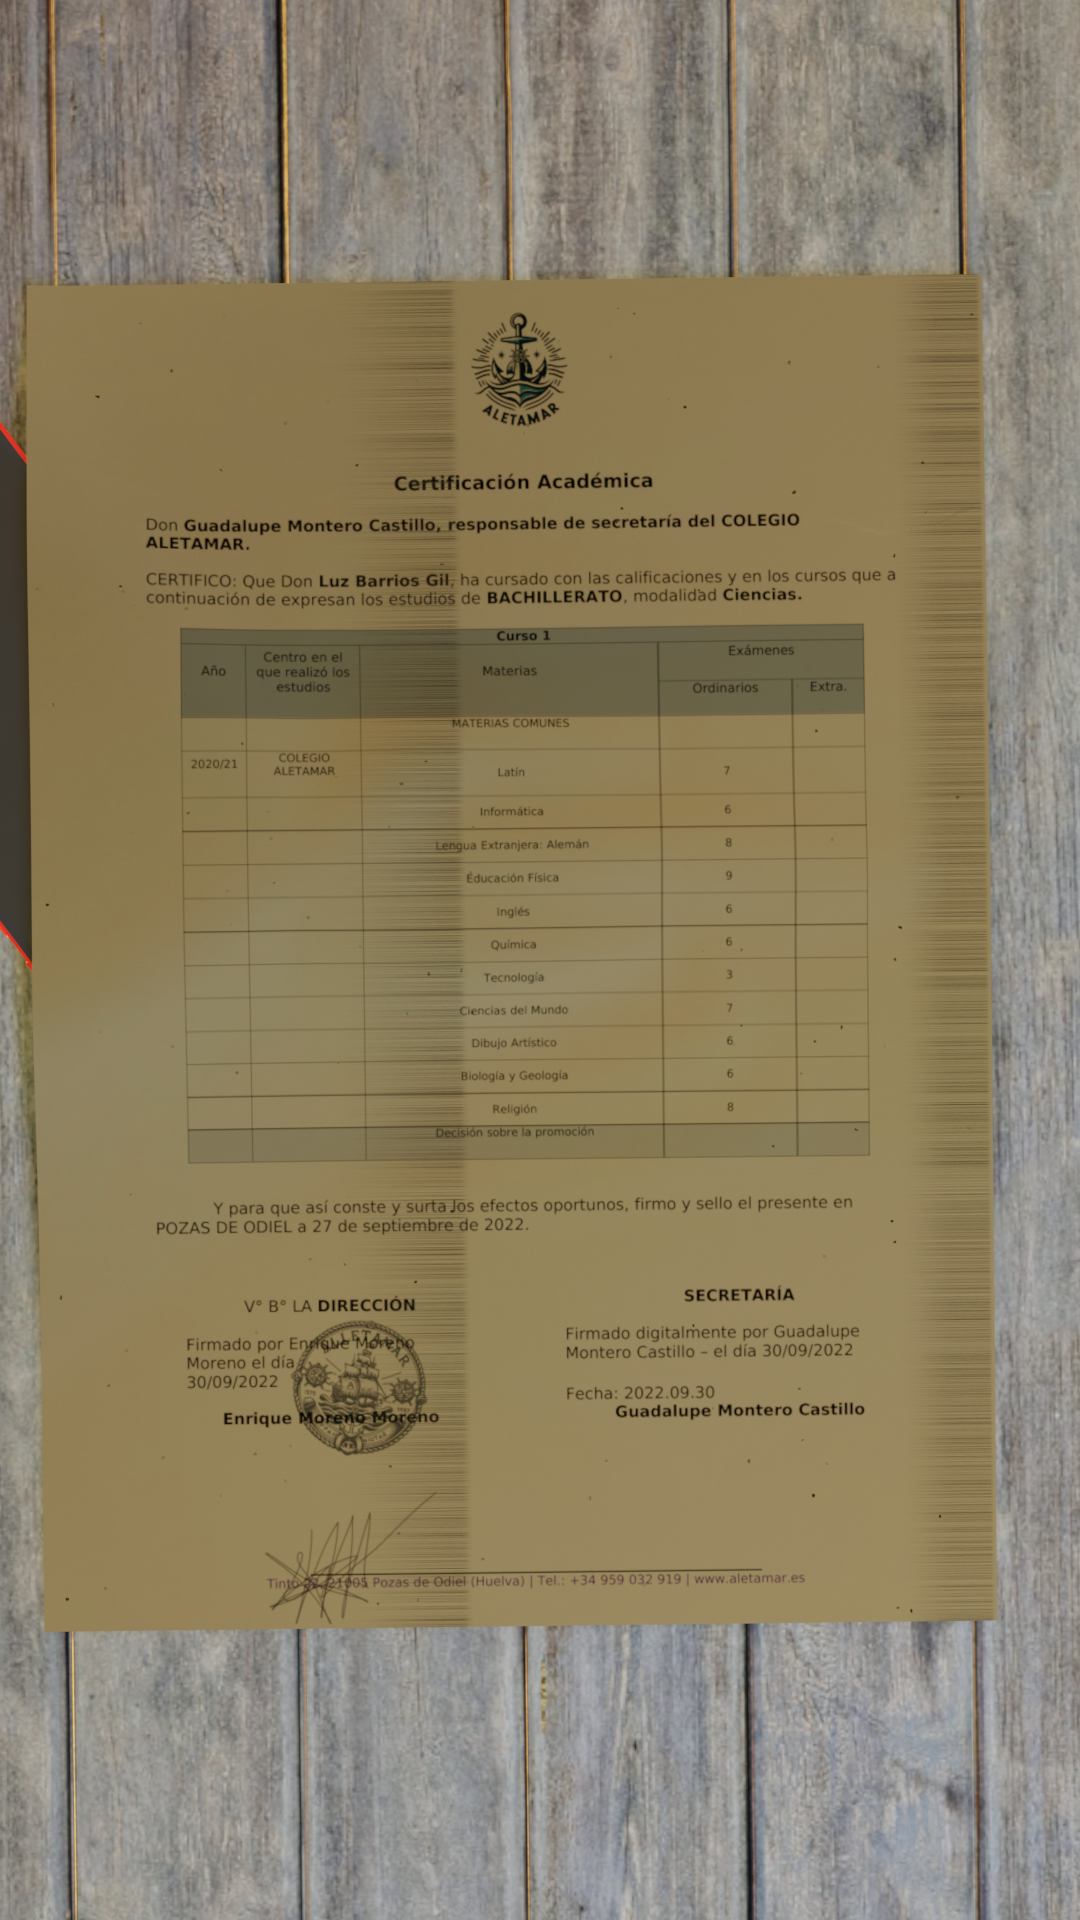 ALETAMAR
Certificación Académica
Don Guadalupe Montero Castillo, responsable de secretaría del COLEGIO
ALETAMAR.
CERTIFICO: Que Don Luz Barrios Gil, ha cursado con las calificaciones y en los cursos que a
continuación de expresan los estudios de BACHILLERATO, modalidad Ciencias.
Curso 1
Año
Centro en el
que realizó los
estudios
Materias
Exámenes
Ordinarios Extra.
MATERIAS COMUNES
2020/21 COLEGIO
ALETAMAR
Latín 7
Informática 6
Lengua Extranjera: Alemán 8
Educación Física 9
Inglés 6
Química 6
Tecnología 3
Ciencias del Mundo 7
Dibujo Artístico 6
Biología y Geología 6
Religión 8
Decisión sobre la promoción
Y para que así conste y surta los efectos oportunos, firmo y sello el presente en
POZAS DE ODIEL a 27 de septiembre de 2022.
V° B° LA DIRECCIÓN
Firmado por Enrique Moreno
Moreno el día
30/09/2022
Enrique Moreno Moreno
ALETAMAR
SECRETARÍA
Firmado digitalmente por Guadalupe
Montero Castillo – el día 30/09/2022
Fecha: 2022.09.30
Guadalupe Montero Castillo
Tinto 21005 Pozas de Odiel (Huelva) | Tel.: +34 959 032 919 | www.aletamar.es